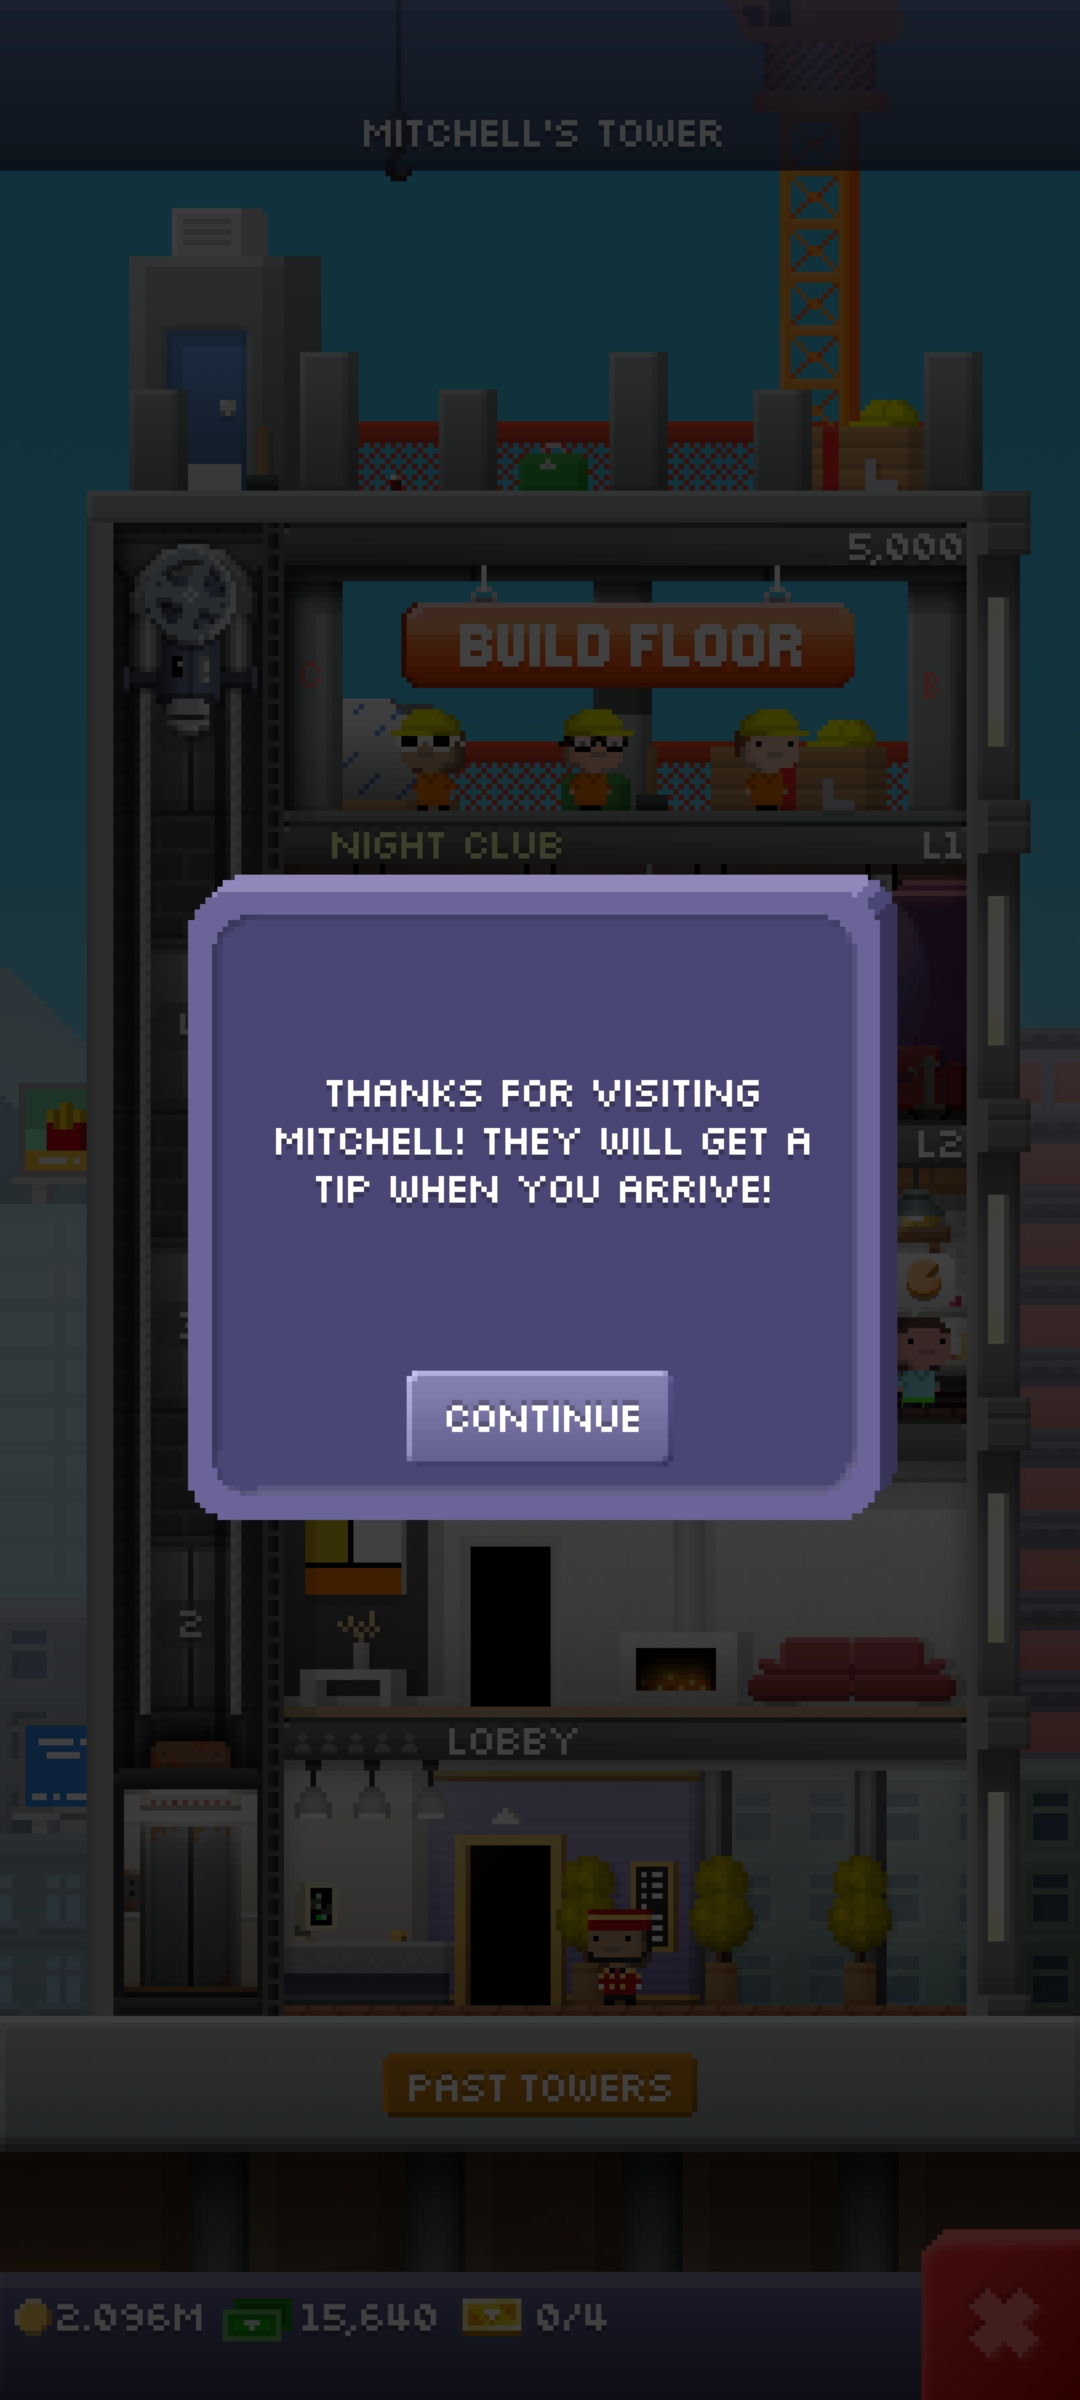 MITCHELL'S TOWER
5,000
BUILD FLOOR
C
B
NIGHT CLUB
L1
THANKS FOR VISITING
MITCHELL! THEY WILL GET A
TIP WHEN YOU ARRIVE!
L2
CONTINUE
2
LOBBY
PAST TOWERS
2.096M
15,640
0/4